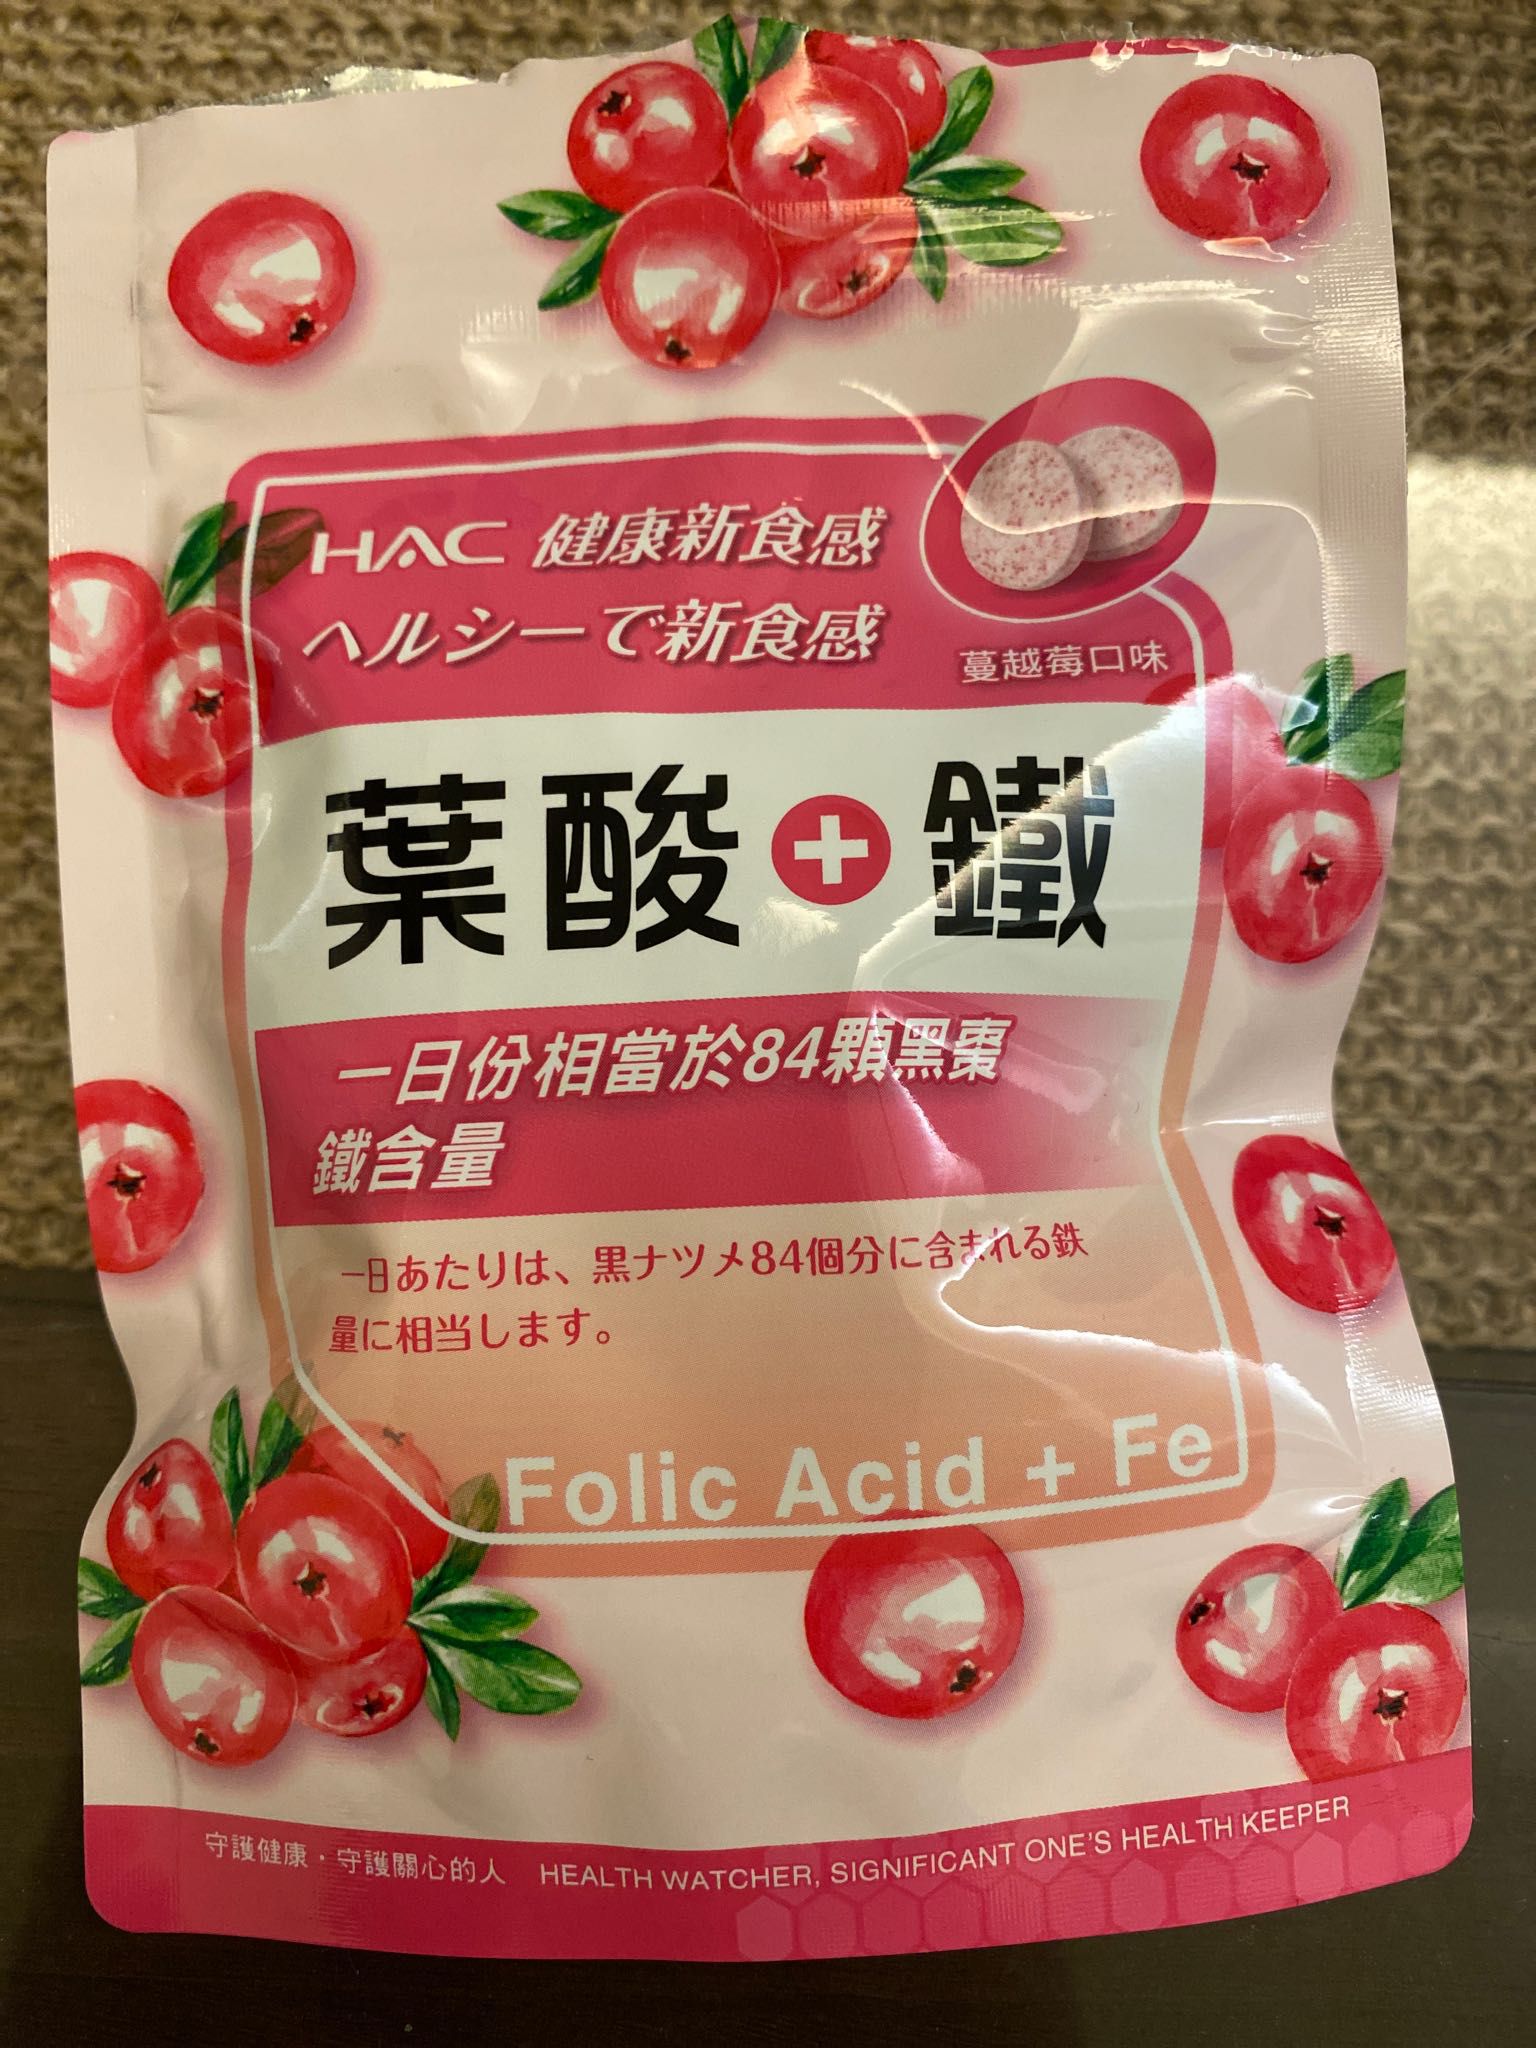 HAC 健康新食感
ヘルシーで新食感
蔓越莓口味
葉酸+鐵
一日份相當於84顆黑棗
鐵含量
一日あたりは、黒ナツメ84個分に含まれる鉄
量に相当します。
Folic Acid + Fe
守護健康·守護關心的人 HEALTH WATCHER, SIGNIFICANT ONE'S HEALTH KEEPER